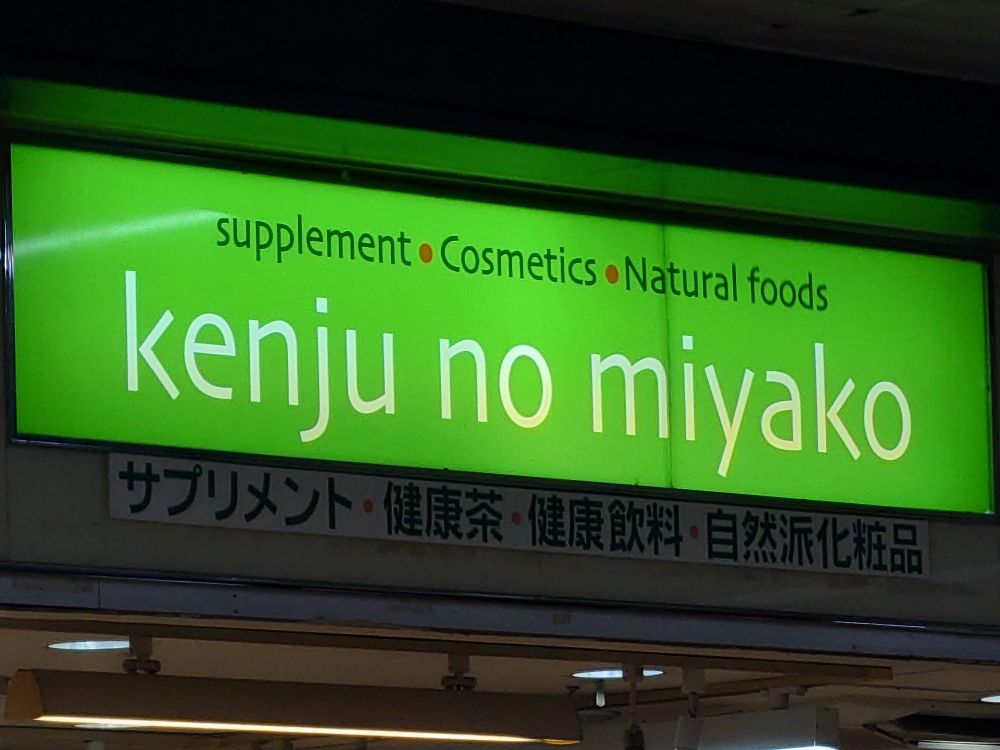 supplement•Cosmetics•Natural foods
kenju no miyako
サプリメント・健康茶・健康飲料・自然派化粧品